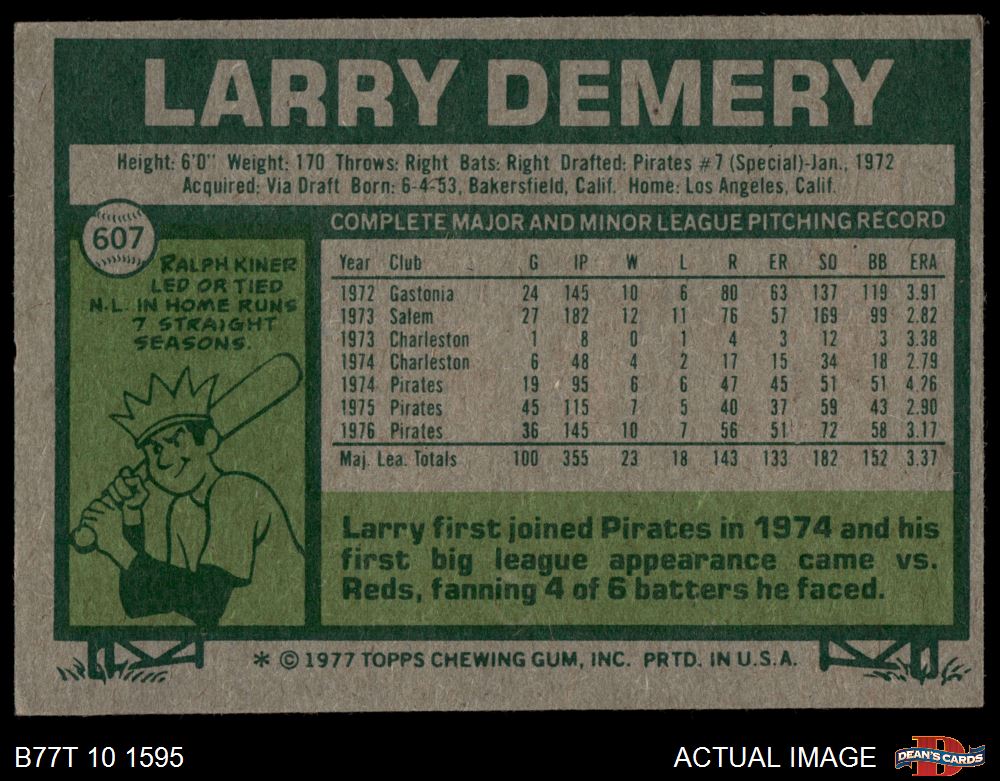 LARRY DEMERY
Height: 6'0" Weight: 170 Throws: Right Bats: Right Drafted: Pirates #7 (Special)-Jan., 1972
Acquired: Via Draft Born: 6-4-53, Bakersfield, Calif. Home: Los Angeles, Calif.
607
RALPH KINER
LED OR TIED
N.L. IN HOME RUNS
7 STRAIGHT
SEASONS.
COMPLETE MAJOR AND MINOR LEAGUE PITCHING RECORD
Year Club G IP W L R ER SO BB ERA
1972 Gastonia 24 145 10 6 80 63 137 119 3.91
1973 Salem 27 182 12 11 76 57 169 99 2.82
1973 Charleston 1 8 0 1 4 3 12 3 3.38
1974 Charleston 6 48 4 2 17 15 34 18 2.79
1974 Pirates 19 95 6 6 47 45 51 51 4.26
1975 Pirates 45 115 7 5 40 37 59 43 2.90
1976 Pirates 36 145 10 7 56 51 72 58 3.17
Maj. Lea. Totals 100 355 23 18 143 133 182 152 3.37
Larry first joined Pirates in 1974 and his
first big league appearance came vs.
Reds, fanning 4 of 6 batters he faced.
* © 1977 TOPPS CHEWING GUM, INC. PRTD. IN U.S.A.
B77T 10 1595
ACTUAL IMAGE
D
DEAN'S CARDS